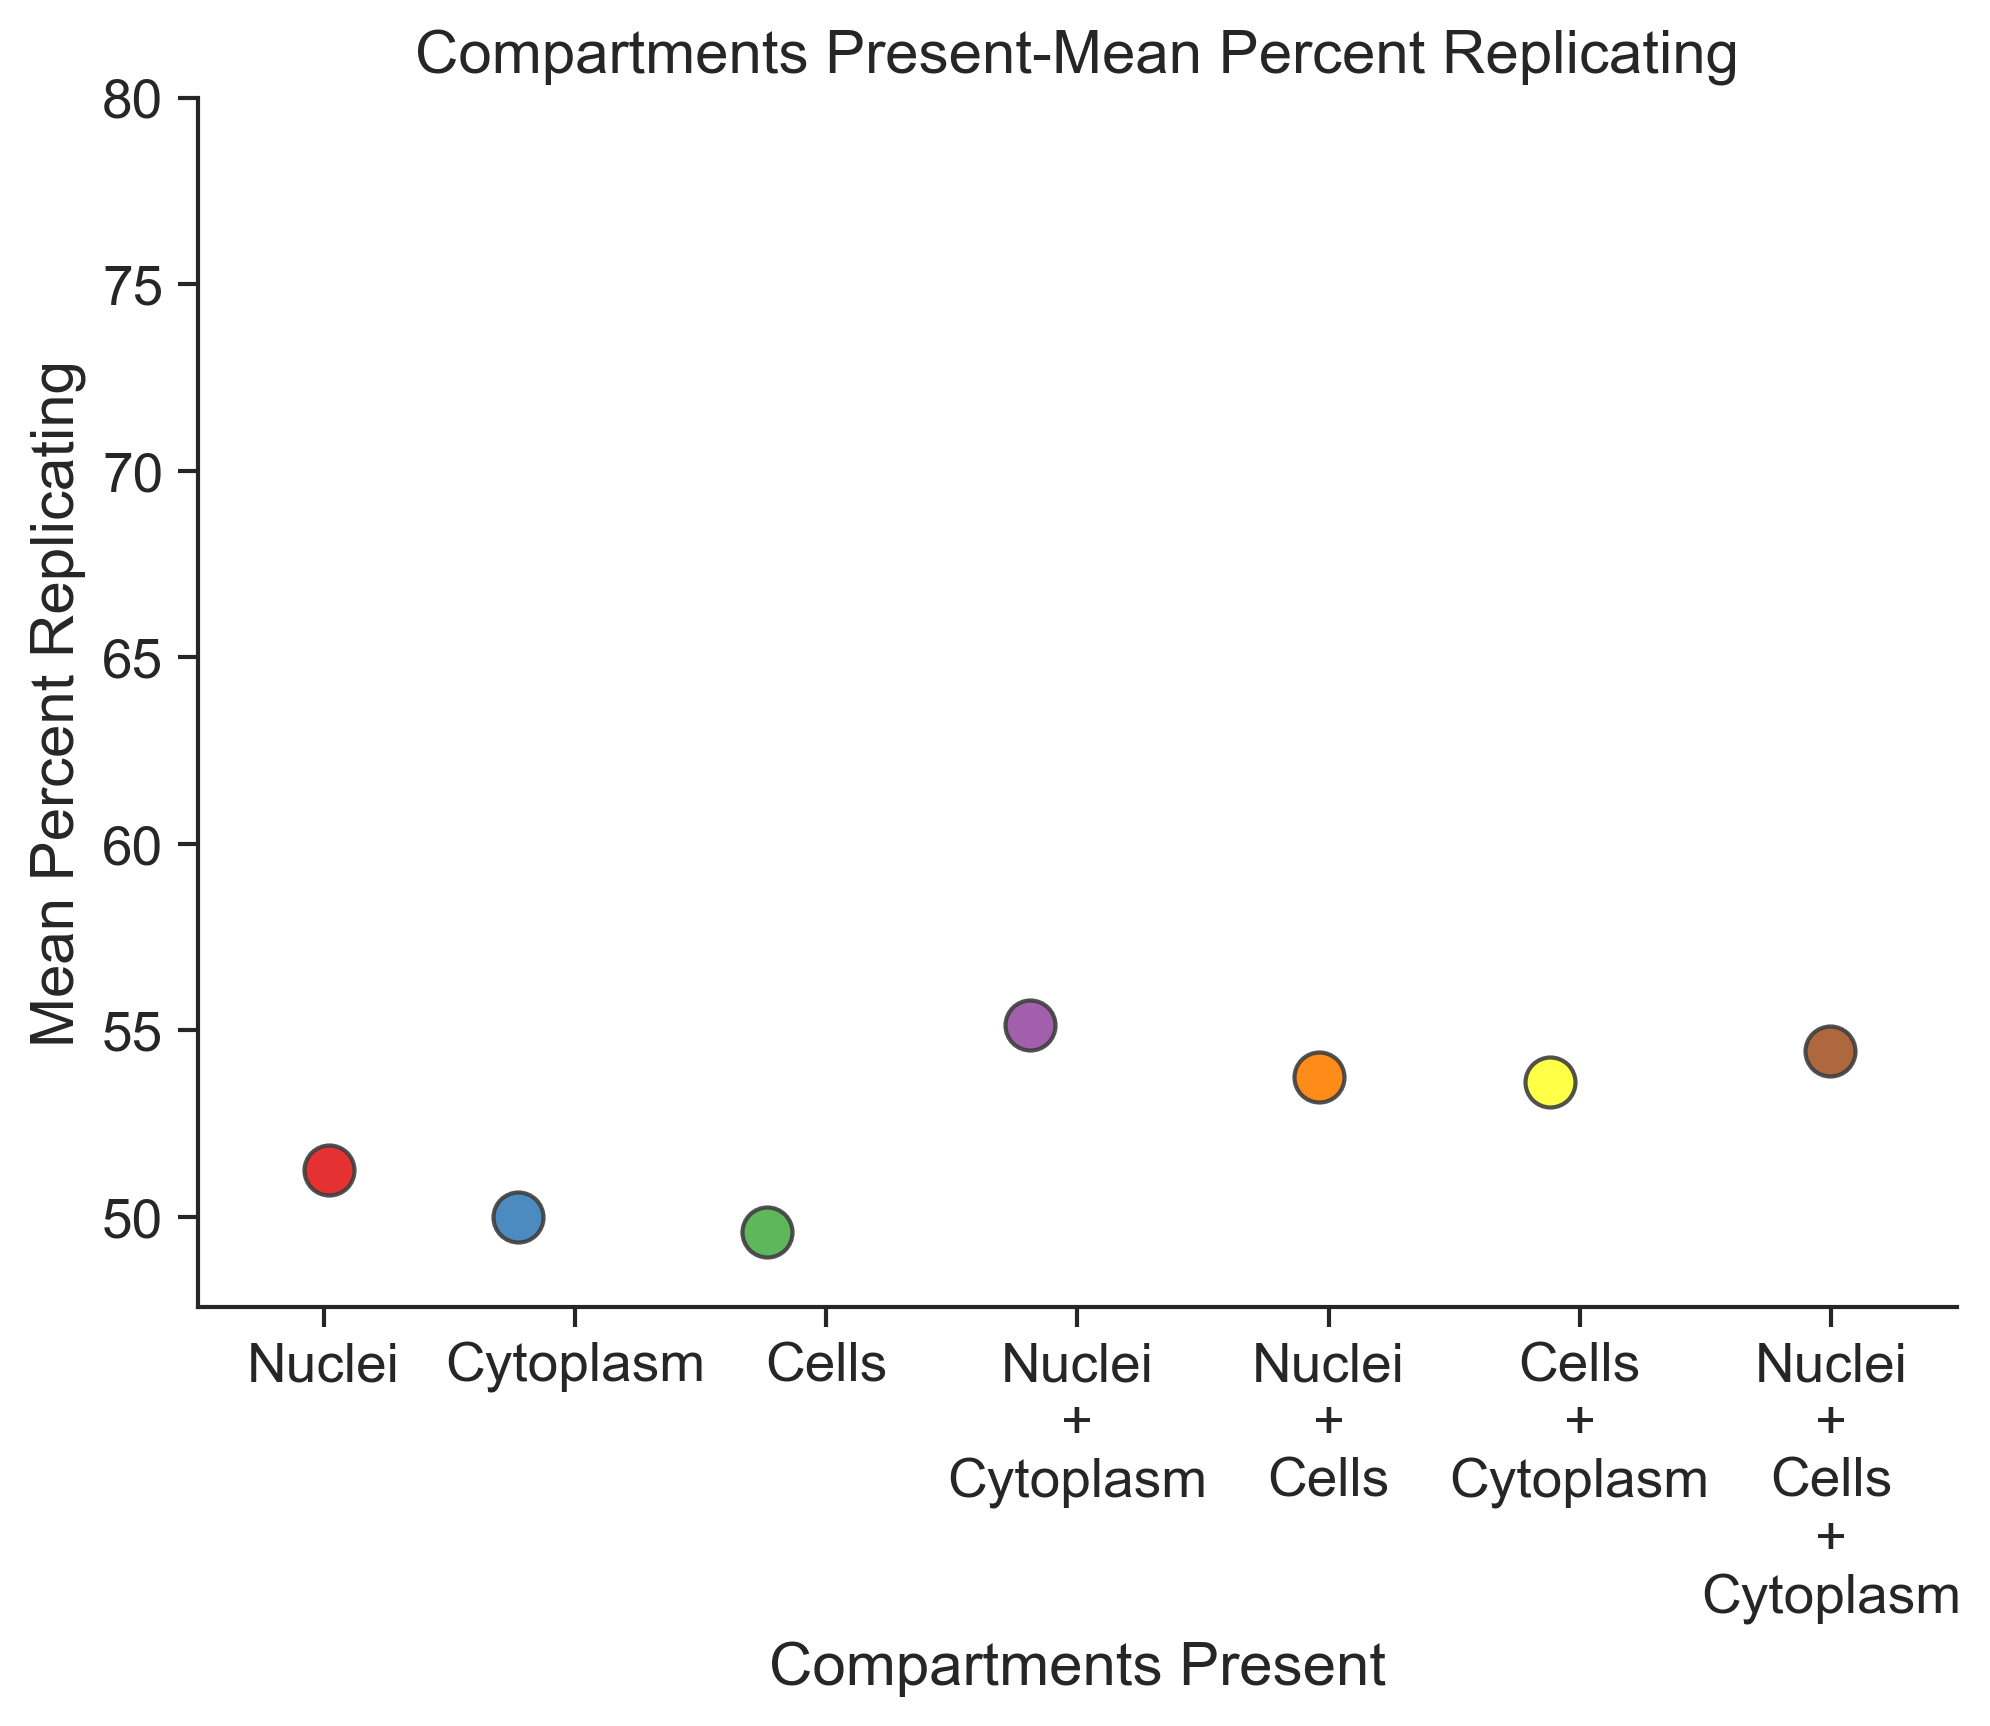 Compartments Present-Mean Percent Replicating
80
75
70
65
60
55
50
Mean Percent Replicating
Nuclei
Cytoplasm
Cells
Nuclei
+
Cytoplasm
Nuclei
+
Cells
Cells
+
Cytoplasm
Nuclei
+
Cells
+
Cytoplasm
Compartments Present